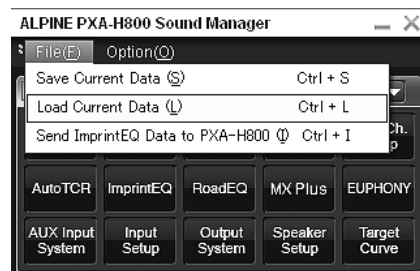 ALPINE PXA-H800 Sound Manager
File(F) Option(O)
Save Current Data (S) Ctrl + S
Load Current Data (L) Ctrl + L
Send ImprintEQ Data to PXA-H800 (I) Ctrl + I
Ch.
AutoTCR ImprintEQ RoadEQ MX Plus EUPHONY
AUX Input System Input Setup Output System Speaker Setup Target Curve